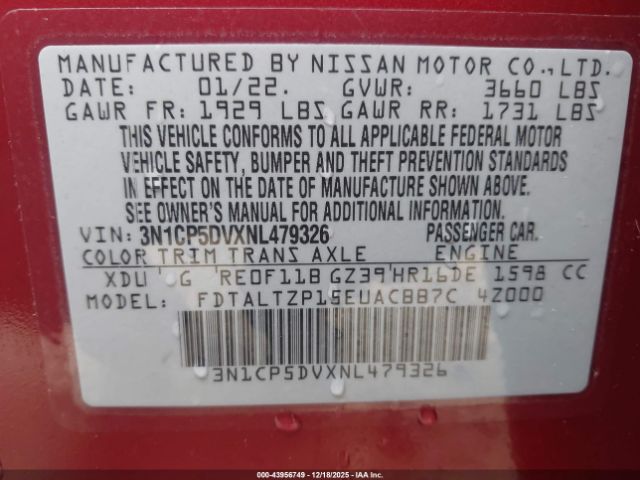 MANUFACTURED BY NISSAN MOTOR CO., LTD.
DATE: 01/22. GVWR: 3660 LBS
GAWR FR: 1929 LBS GAWR RR: 1731 LBS
THIS VEHICLE CONFORMS TO ALL APPLICABLE FEDERAL MOTOR
VEHICLE SAFETY, BUMPER AND THEFT PREVENTION STANDARDS
IN EFFECT ON THE DATE OF MANUFACTURE SHOWN ABOVE.
SEE OWNER'S MANUAL FOR ADDITIONAL INFORMATION.
VIN: 3N1CP5DVXNL479326 PASSENGER CAR.
COLOR TRIM TRANS AXLE ENGINE
XDU G RE0F11B GZ39 HR16DE 1598 CC
MODEL: FDTALTZP15EUACBB7C 4Z000
3N1CP5DVXNL479326
000-43956749 - 12/18/2025 - IAA, Inc.